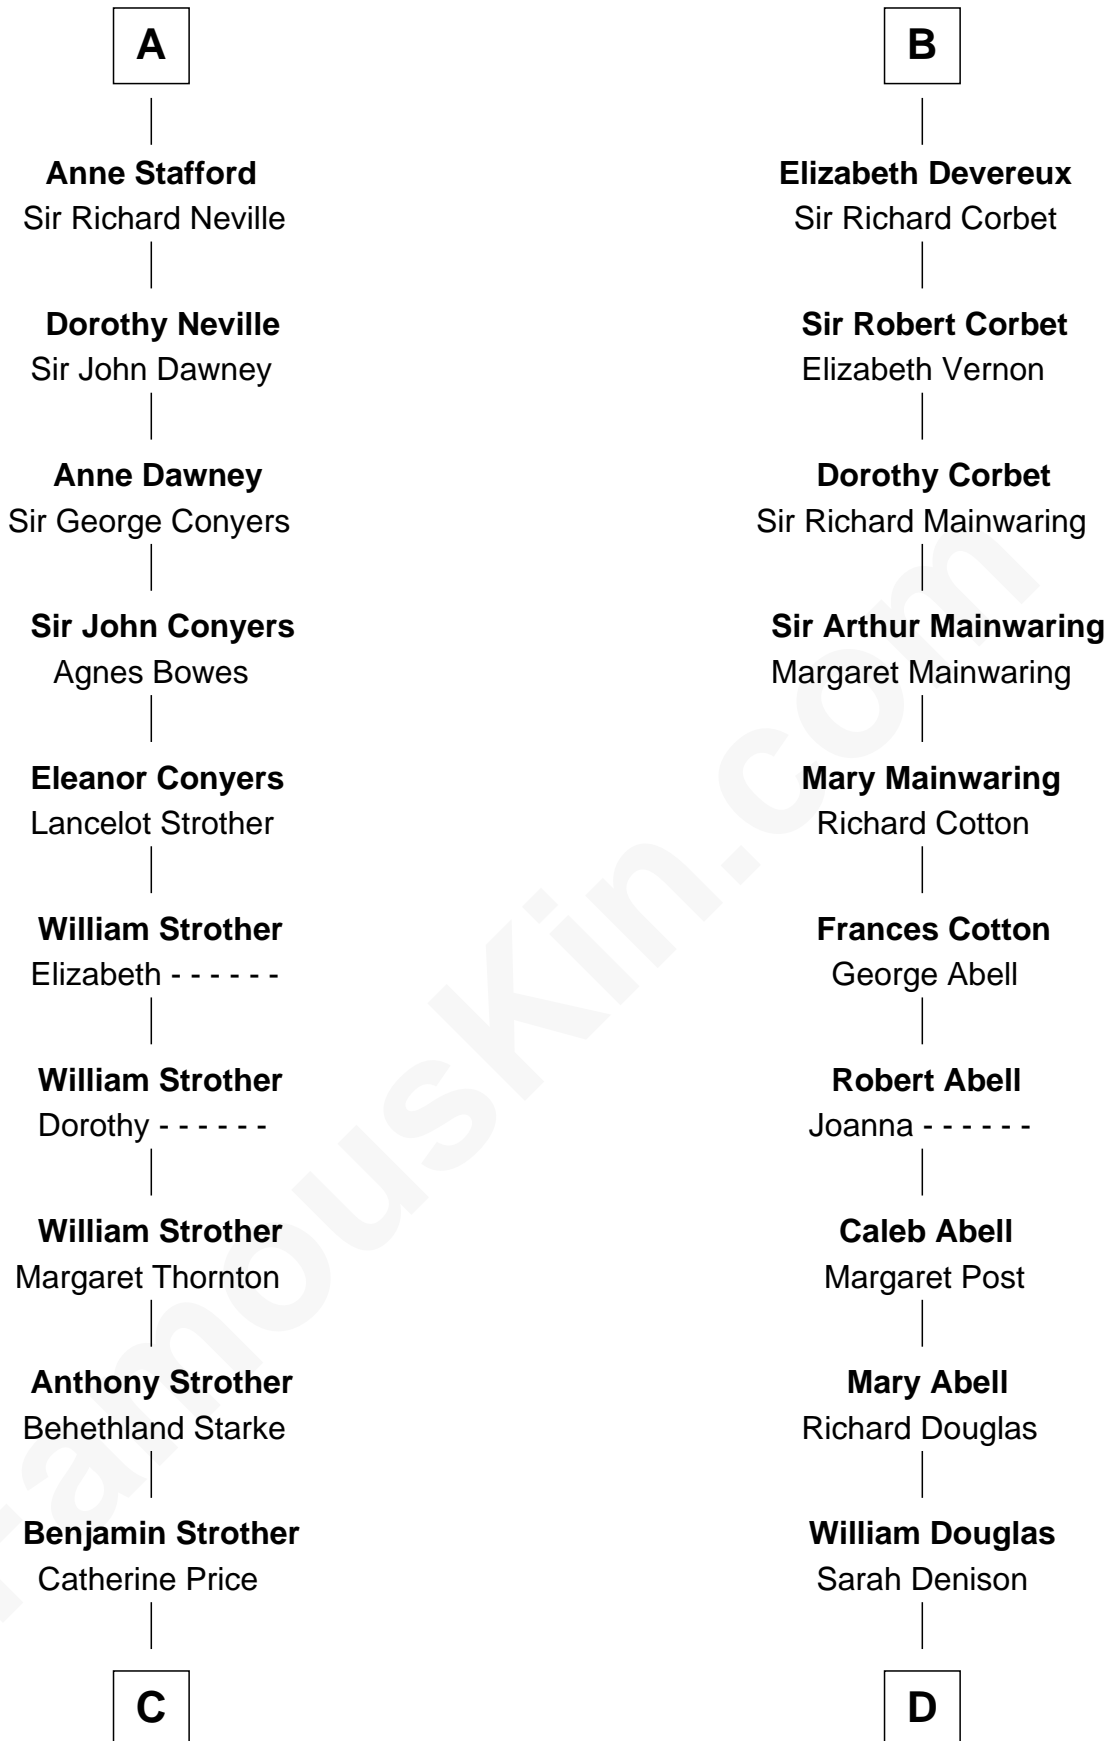 A
Anne Stafford
Sir Richard Neville
Dorothy Neville
Sir John Dawney
Anne Dawney
Sir George Conyers
Sir John Conyers
Agnes Bowes
Eleanor Conyers
Lancelot Strother
William Strother
Elizabeth - - - - - -
William Strother
Dorothy - - - - - -
William Strother
Margaret Thornton
Anthony Strother
Behethland Starke
Benjamin Strother
Catherine Price
C
B
Elizabeth Devereux
Sir Richard Corbet
Sir Robert Corbet
Elizabeth Vernon
Dorothy Corbet
Sir Richard Mainwaring
Sir Arthur Mainwaring
Margaret Mainwaring
Mary Mainwaring
Richard Cotton
Frances Cotton
George Abell
Robert Abell
Joanna - - - - - -
Caleb Abell
Margaret Post
Mary Abell
Richard Douglas
William Douglas
Sarah Denison
D
FamousKin.com